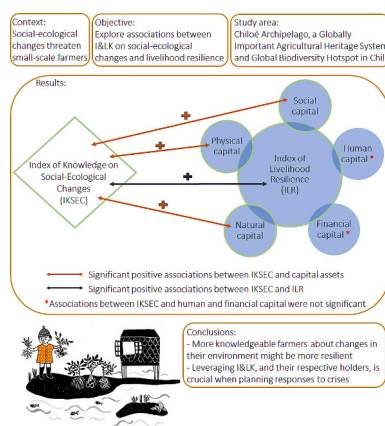 Context:
Social-ecological
changes threaten
small-scale farmers
Objective:
Explore associations between
I&LK on social-ecological
changes and livelihood resilience
Study area:
Chiloé Archipelago, a Globally
Important Agricultural Heritage System
and Global Biodiversity Hotspot in Chil
Results:
Social
capital
Physical
capital
Human
capital *
Index of Knowledge on
Social-Ecological
Changes
(IKSEC)
Index of
Livelihood
Resilience
(ILR)
Natural
capital
Financial
capital *
Significant positive associations between IKSEC and capital assets
Significant positive associations between IKSEC and ILR
*Associations between IKSEC and human and financial capital were not significant
Conclusions:
- More knowledgeable farmers about changes in
their environment might be more resilient
- Leveraging I&LK, and their respective holders, is
crucial when planning responses to crises